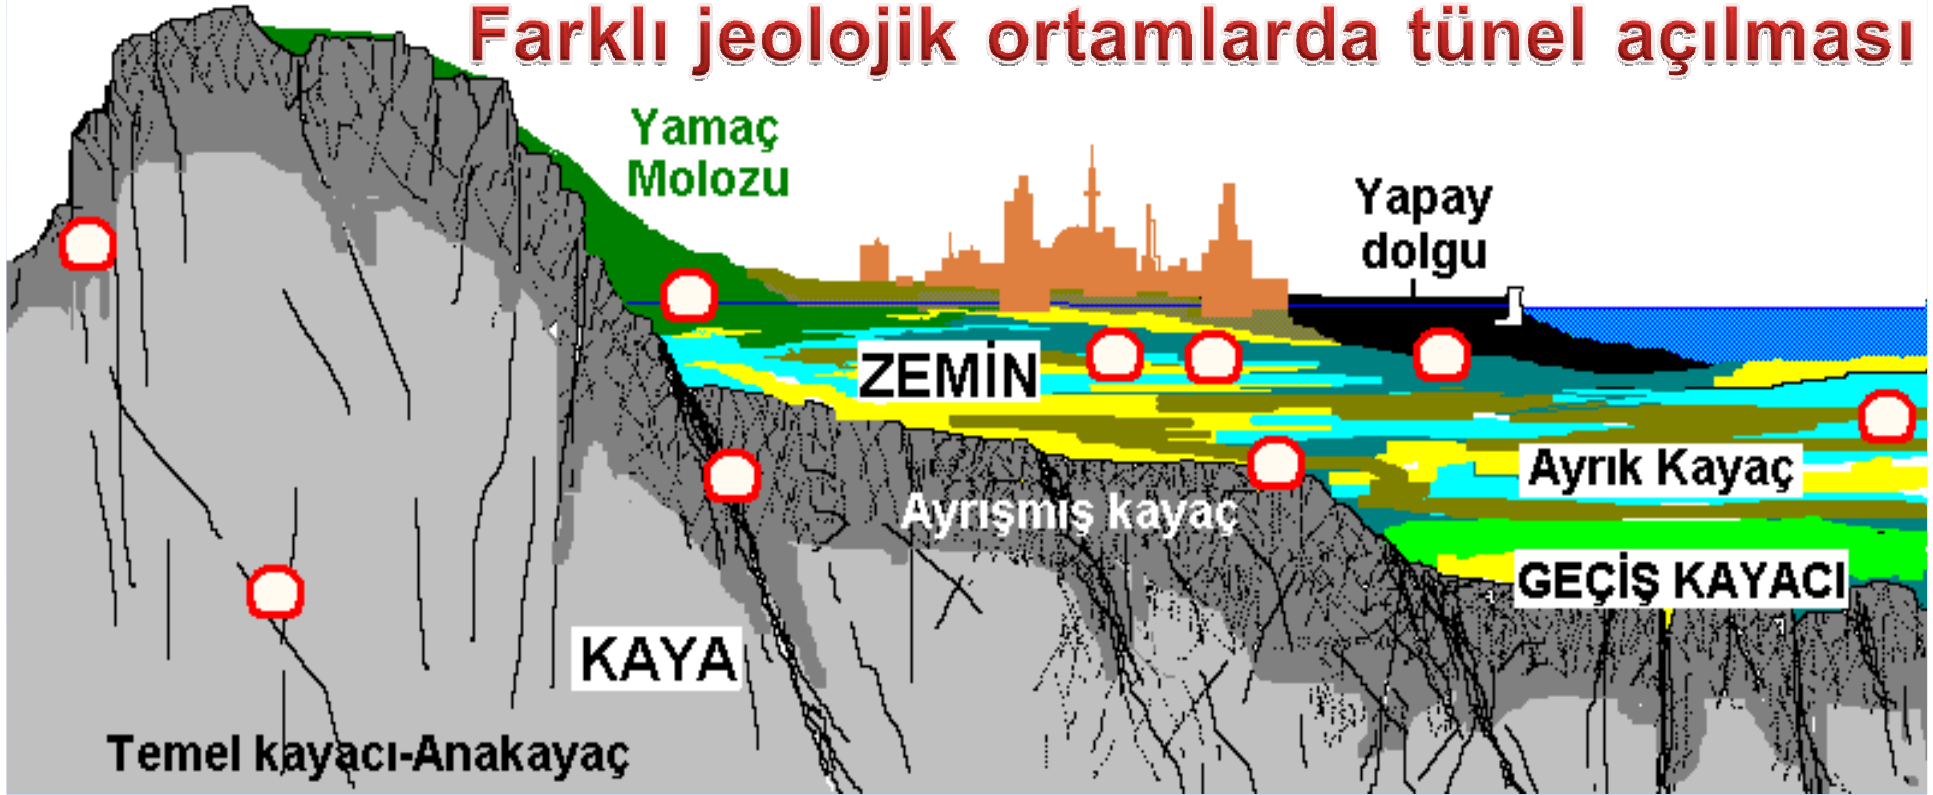 Farklı jeolojik ortamlarda tünel açılması
Yamaç
Molozu
Yapay
dolgu
ZEMİN
Ayrık Kayaç
Ayrışmış kayaç
GEÇİŞ KAYACI
KAYA
Temel kayacı-Anakayaç